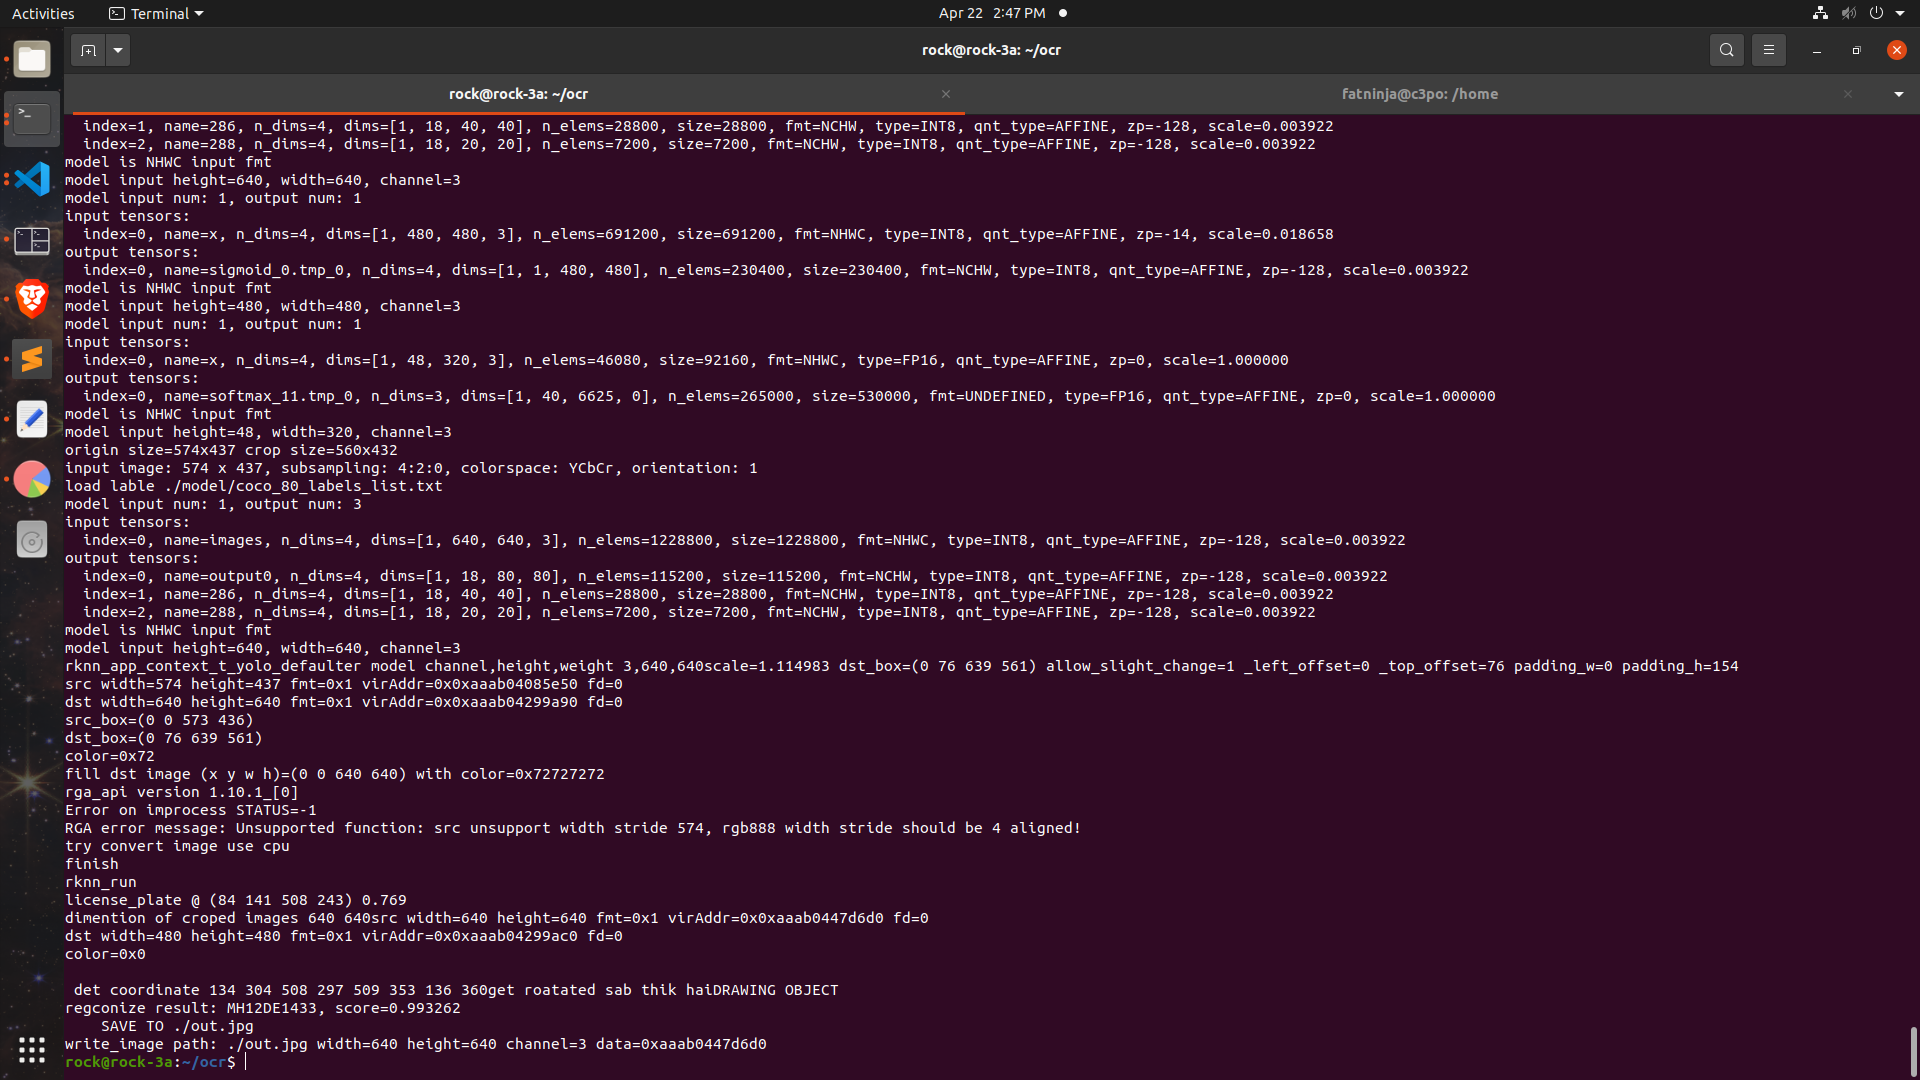 Activities
Terminal
Apr 22 2:47 PM
rock@rock-3a: ~/ocr
rock@rock-3a: ~/ocr
fatninja@c3po: /home
index=1, name=286, n_dims=4, dims=[1, 18, 40, 40], n_elems=28800, size=28800, fmt=NCHW, type=INT8, qnt_type=AFFINE, zp=-128, scale=0.003922
index=2, name=288, n_dims=4, dims=[1, 18, 20, 20], n_elems=7200, size=7200, fmt=NCHW, type=INT8, qnt_type=AFFINE, zp=-128, scale=0.003922
model is NHWC input fmt
model input height=640, width=640, channel=3
model input num: 1, output num: 1
input tensors:
index=0, name=x, n_dims=4, dims=[1, 480, 480, 3], n_elems=691200, size=691200, fmt=NHWC, type=INT8, qnt_type=AFFINE, zp=-14, scale=0.018658
output tensors:
index=0, name=sigmoid_0.tmp_0, n_dims=4, dims=[1, 1, 480, 480], n_elems=230400, size=230400, fmt=NCHW, type=INT8, qnt_type=AFFINE, zp=-128, scale=0.003922
model is NHWC input fmt
model input height=480, width=480, channel=3
model input num: 1, output num: 1
input tensors:
index=0, name=x, n_dims=4, dims=[1, 48, 320, 3], n_elems=46080, size=92160, fmt=NHWC, type=FP16, qnt_type=AFFINE, zp=0, scale=1.000000
output tensors:
index=0, name=softmax_11.tmp_0, n_dims=3, dims=[1, 40, 6625, 0], n_elems=265000, size=530000, fmt=UNDEFINED, type=FP16, qnt_type=AFFINE, zp=0, scale=1.000000
model is NHWC input fmt
model input height=48, width=320, channel=3
origin size=574x437 crop size=560x432
input image: 574 x 437, subsampling: 4:2:0, colorspace: YCbCr, orientation: 1
load lable ./model/coco_80_labels_list.txt
model input num: 1, output num: 3
input tensors:
index=0, name=images, n_dims=4, dims=[1, 640, 640, 3], n_elems=1228800, size=1228800, fmt=NHWC, type=INT8, qnt_type=AFFINE, zp=-128, scale=0.003922
output tensors:
index=0, name=output0, n_dims=4, dims=[1, 18, 80, 80], n_elems=115200, size=115200, fmt=NCHW, type=INT8, qnt_type=AFFINE, zp=-128, scale=0.003922
index=1, name=286, n_dims=4, dims=[1, 18, 40, 40], n_elems=28800, size=28800, fmt=NCHW, type=INT8, qnt_type=AFFINE, zp=-128, scale=0.003922
index=2, name=288, n_dims=4, dims=[1, 18, 20, 20], n_elems=7200, size=7200, fmt=NCHW, type=INT8, qnt_type=AFFINE, zp=-128, scale=0.003922
model is NHWC input fmt
model input height=640, width=640, channel=3
rknn_app_context_t_yolo_defaulter model channel,height,weight 3,640,640scale=1.114983 dst_box=(0 76 639 561) allow_slight_change=1 _left_offset=0 _top_offset=76 padding_w=0 padding_h=154
src width=574 height=437 fmt=0x1 virAddr=0x0xaaab04085e50 fd=0
dst width=640 height=640 fmt=0x1 virAddr=0x0xaaab04299a90 fd=0
src_box=(0 0 573 436)
dst_box=(0 76 639 561)
color=0x72
fill dst image (x y w h)=(0 0 640 640) with color=0x72727272
rga_api version 1.10.1_[0]
Error on improcess STATUS=-1
RGA error message: Unsupported function: src unsupport width stride 574, rgb888 width stride should be 4 aligned!
try convert image use cpu
finish
rknn_run
license_plate @ (84 141 508 243) 0.769
dimention of croped images 640 640src width=640 height=640 fmt=0x1 virAddr=0x0xaaab0447d6d0 fd=0
dst width=480 height=480 fmt=0x1 virAddr=0x0xaaab04299ac0 fd=0
color=0x0
det coordinate 134 304 508 297 509 353 136 360get roatated sab thik haiDRAWING OBJECT
regconize result: MH12DE1433, score=0.993262
SAVE TO ./out.jpg
write_image path: ./out.jpg width=640 height=640 channel=3 data=0xaaab0447d6d0
rock@rock-3a:~/ocr$